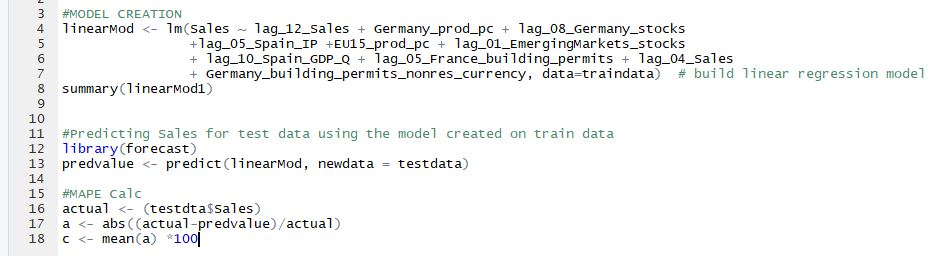 3 #MODEL CREATION
4 linearMod <- lm(Sales ~ lag_12_Sales + Germany_prod_pc + lag_08_Germany_stocks
5 +lag_05_Spain_IP +EU15_prod_pc + lag_01_EmergingMarkets_stocks
6 + lag_10_Spain_GDP_Q + lag_05_France_building_permits + lag_04_Sales
7 + Germany_building_permits_nonres_currency, data=traindata) # build linear regression model
8 summary(linearMod1)
9
10
11 #Predicting Sales for test data using the model created on train data
12 library(forecast)
13 predvalue <- predict(linearMod, newdata = testdata)
14
15 #MAPE Calc
16 actual <- (testdta$Sales)
17 a <- abs((actual-predvalue)/actual)
18 c <- mean(a) *100